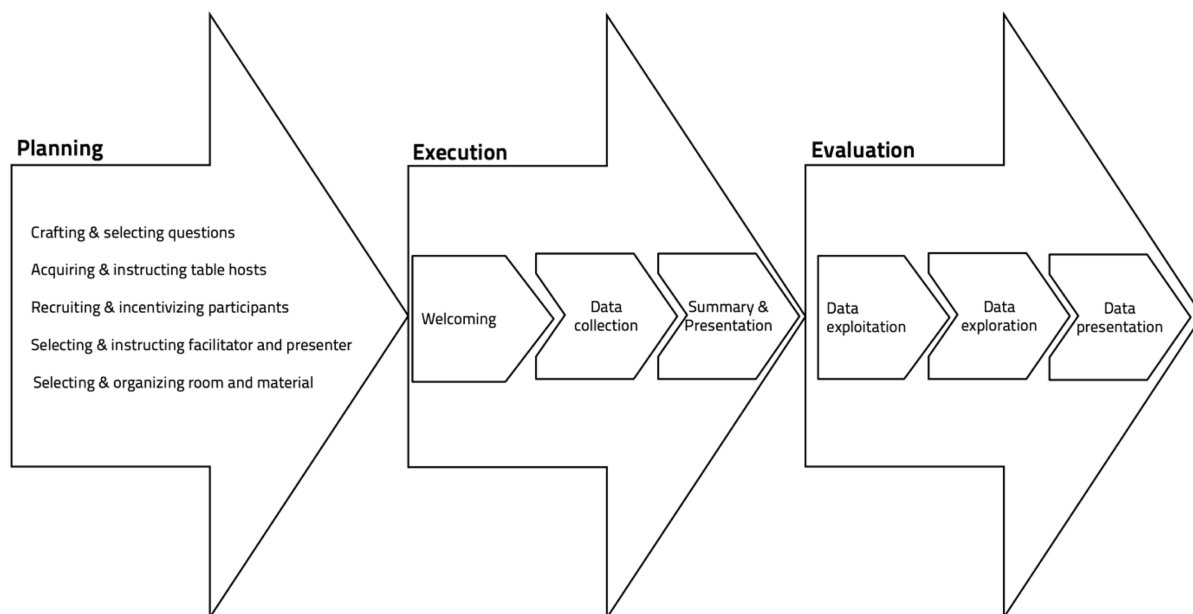 Planning
Crafting & selecting questions
Acquiring & instructing table hosts
Recruiting & incentivizing participants
Selecting & instructing facilitator and presenter
Selecting & organizing room and material
Execution
Welcoming
Data
collection
Summary &
Presentation
Evaluation
Data
exploitation
Data
exploration
Data
presentation